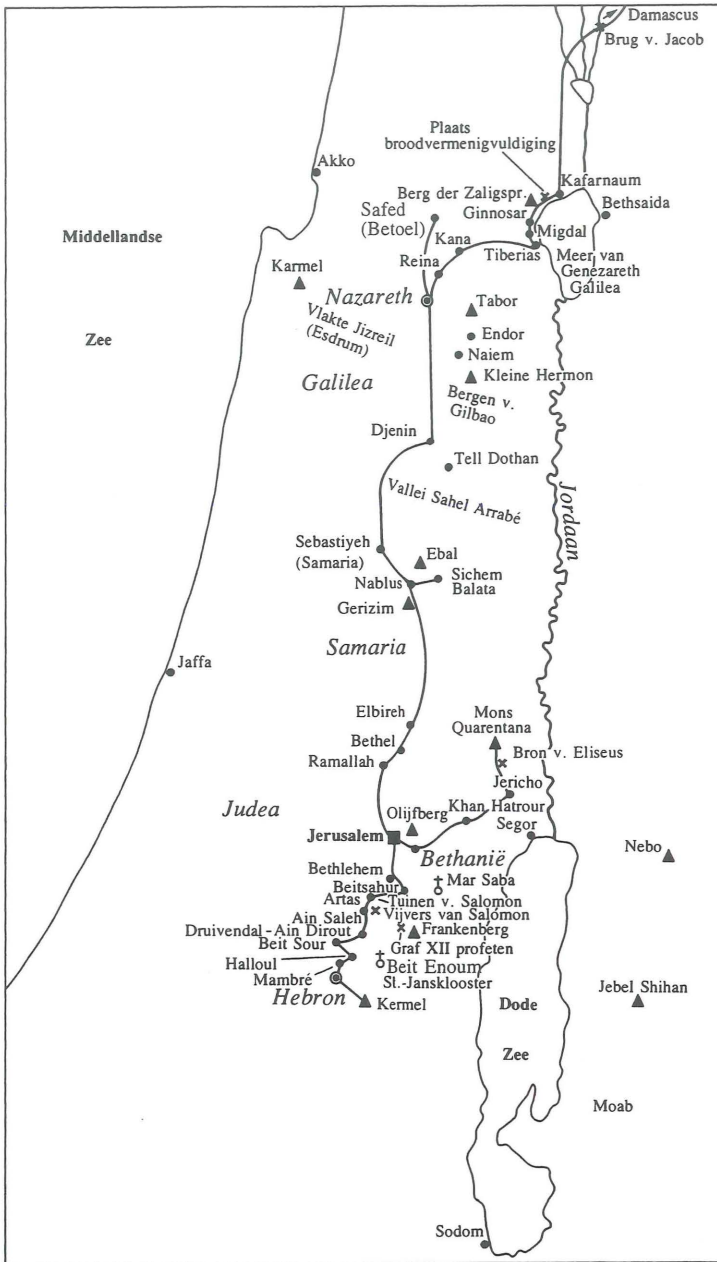 Damascus
Brug v. Jacob
Plaats
broodvermenigvuldiging
Akko
Kafarnaum
Berg der Zaligspr.
Bethsaida
Safed
(Betoel)
Ginnosar
Migdal
Middellandse
Kana
Tiberias
Meer van
Genezareth
Galilea
Reina
Karmel
Nazareth
Tabor
Vlakte Jizreil
(Esdrum)
Endor
Zee
Naiem
Kleine Hermon
Galilea
Bergen v.
Gilbao
Djenin
Tell Dothan
Vallei Sahel Arrabé
Jordaan
Sebastiyeh
(Samaria)
Ebal
Nablus
Sichem
Balata
Gerizim
Samaria
Jaffa
Elbireh
Mons
Quarentana
Bethel
Bron v. Eliseus
Ramallah
Jericho
Judea
Olijfberg
Khan Hatrour
Segor
Jerusalem
Bethanië
Nebo
Bethlehem
Mar Saba
Beitsahur
Artas
Tuinen v. Salomon
Ain Saleh
Vijvers van Salomon
Druivendal-Ain Dirout
Frankenberg
Beit Sour
Graf XII profeten
Halloul
Beit Enoum
St.-Jansklooster
Mambré
Hebron
Kermel
Dode
Jebel Shihan
Zee
Moab
Sodom